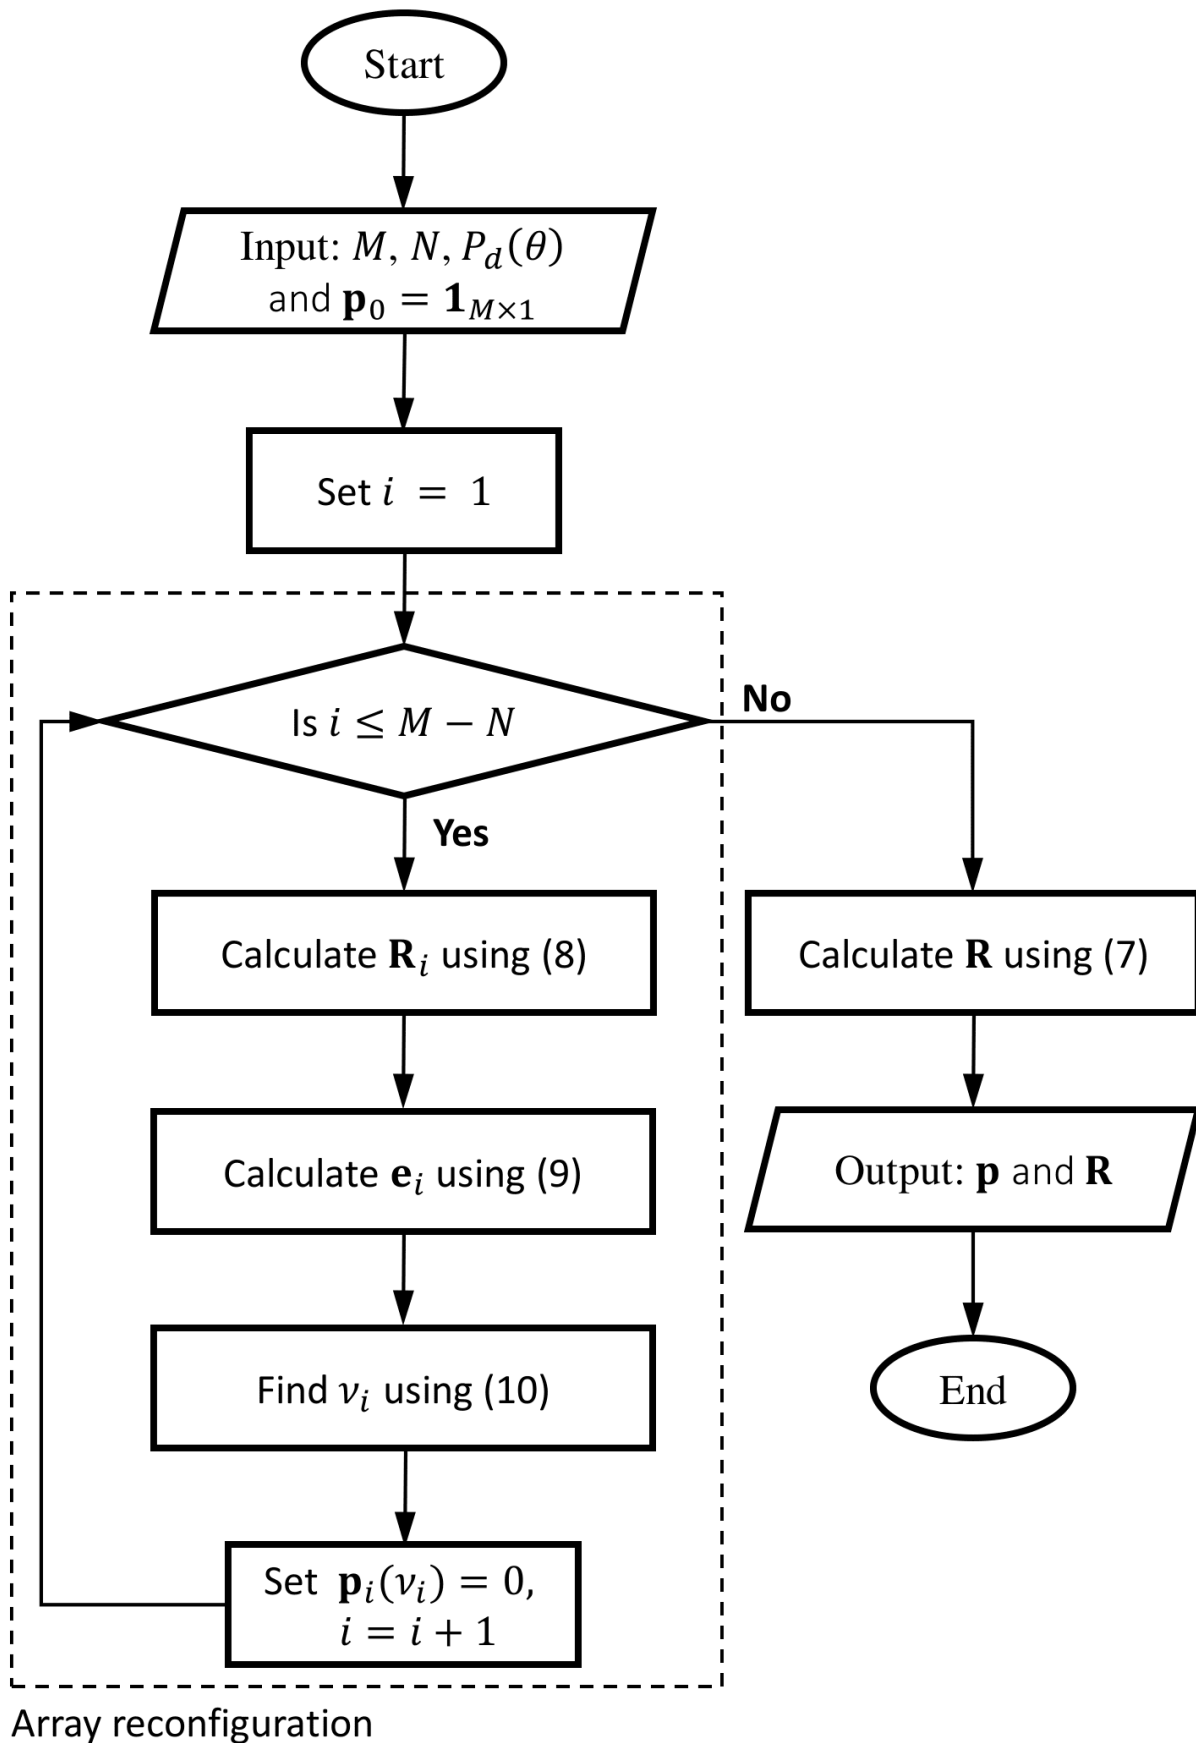 Start
Input: M, N, P_d(θ)
and 𝐩_0 = 𝟏_{M×1}
Set i = 1
Is i ≤ M − N
No
Yes
Calculate 𝐑_i using (8)
Calculate 𝐑 using (7)
Calculate 𝐞_i using (9)
Output: 𝐩 and 𝐑
Find ν_i using (10)
End
Set 𝐩_i(ν_i) = 0,
i = i + 1
Array reconfiguration